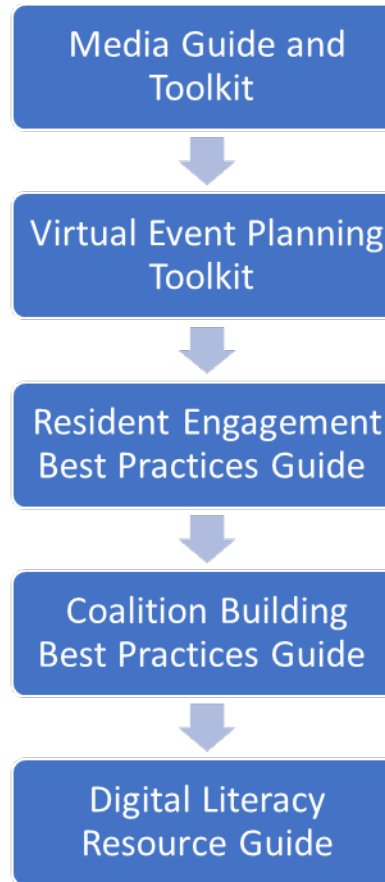 Media Guide and
Toolkit
Virtual Event Planning
Toolkit
Resident Engagement
Best Practices Guide
Coalition Building
Best Practices Guide
Digital Literacy
Resource Guide